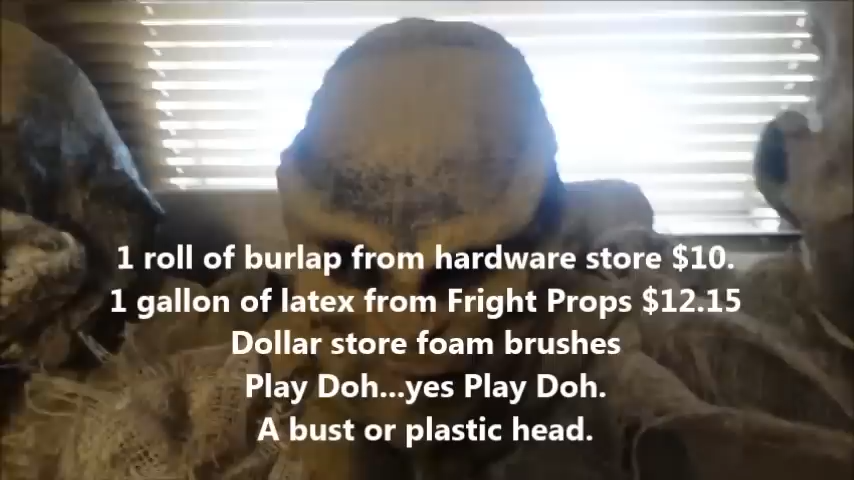 1 roll of burlap from hardware store $10.
1 gallon of latex from Fright Props $12.15
Dollar store foam brushes
Play Doh...yes Play Doh.
A bust or plastic head.